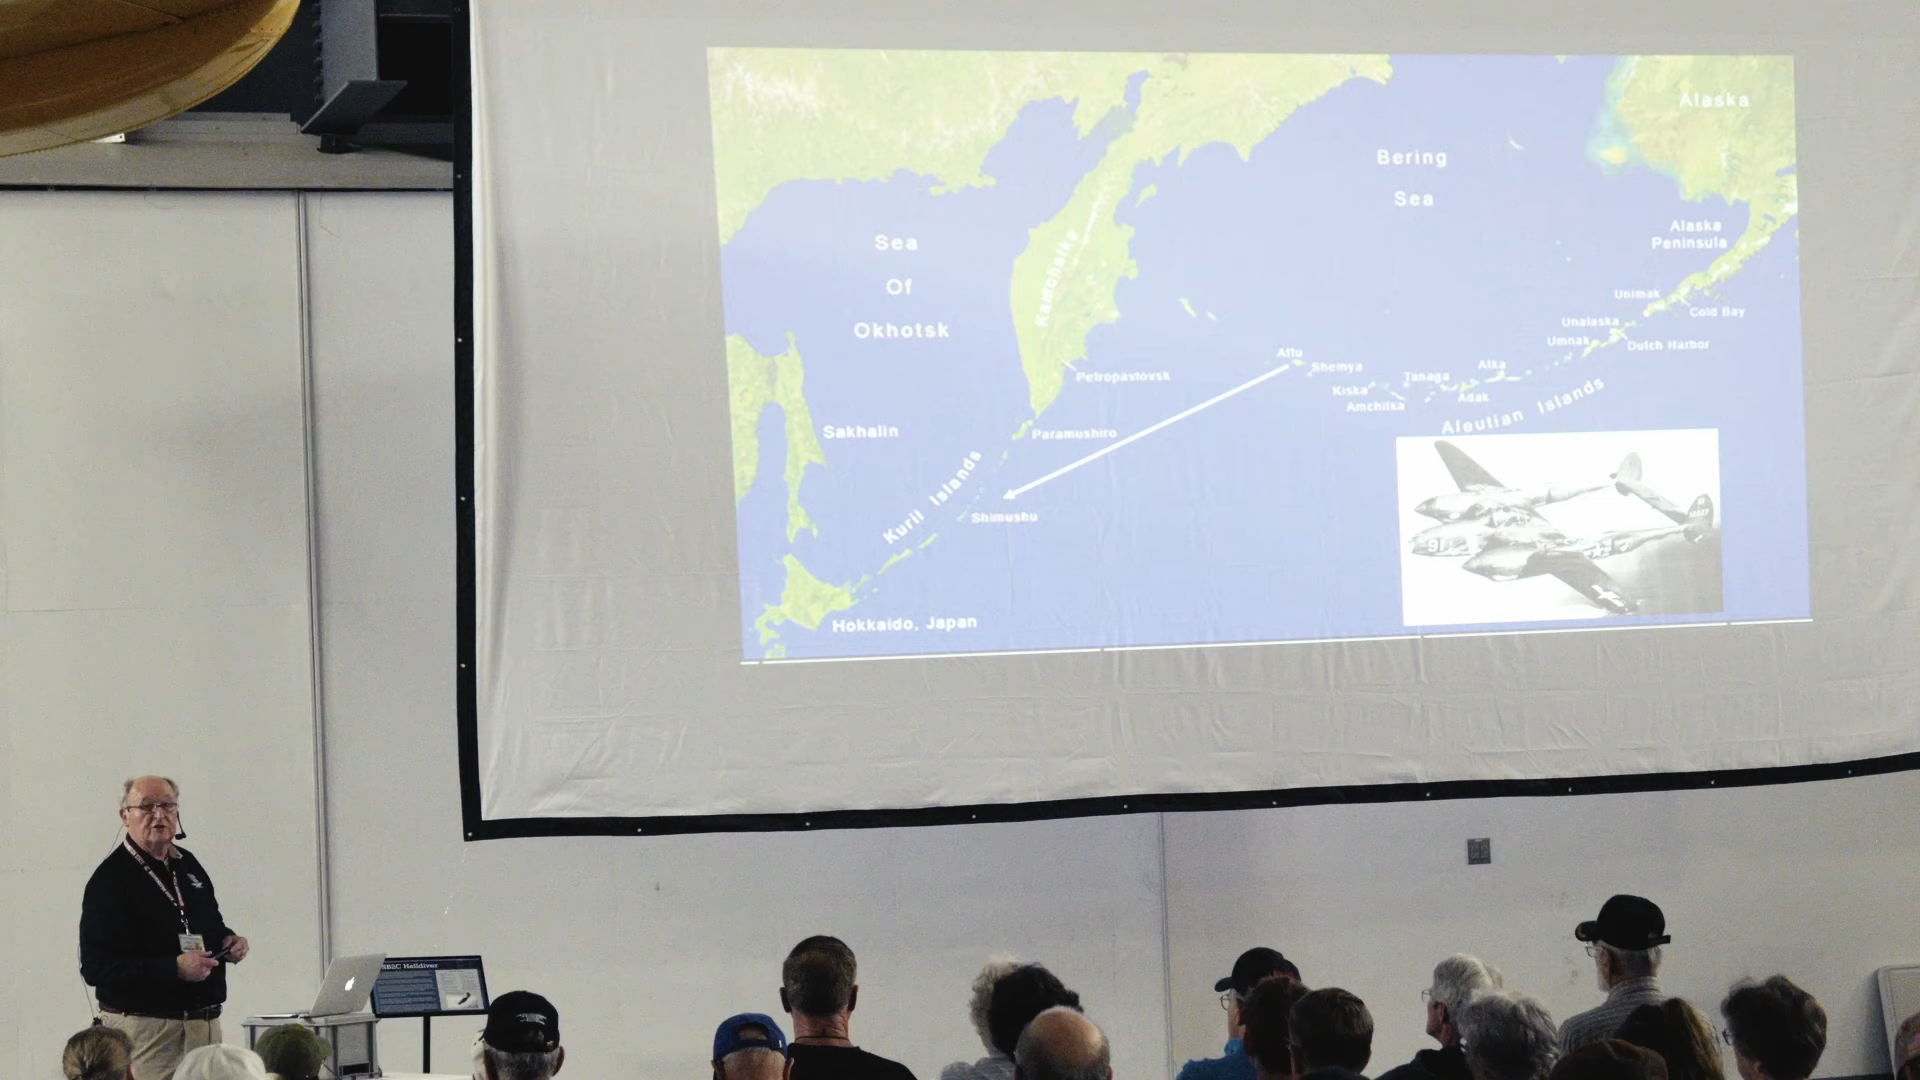 Alaska
Bering
Sea
Alaska
Peninsula
Sea
Of
Okhotsk
Kamchatka
Unimak
Cold Bay
Unalaska
Umnak
Dutch Harbor
Attu
Shemya
Kiska
Amchitka
Tanaga
Atka
Adak
Aleutian Islands
Petropavlovsk
Paramushiro
Sakhalin
Kuril Islands
Shimushu
Hokkaido, Japan
91
SB2C Helldiver